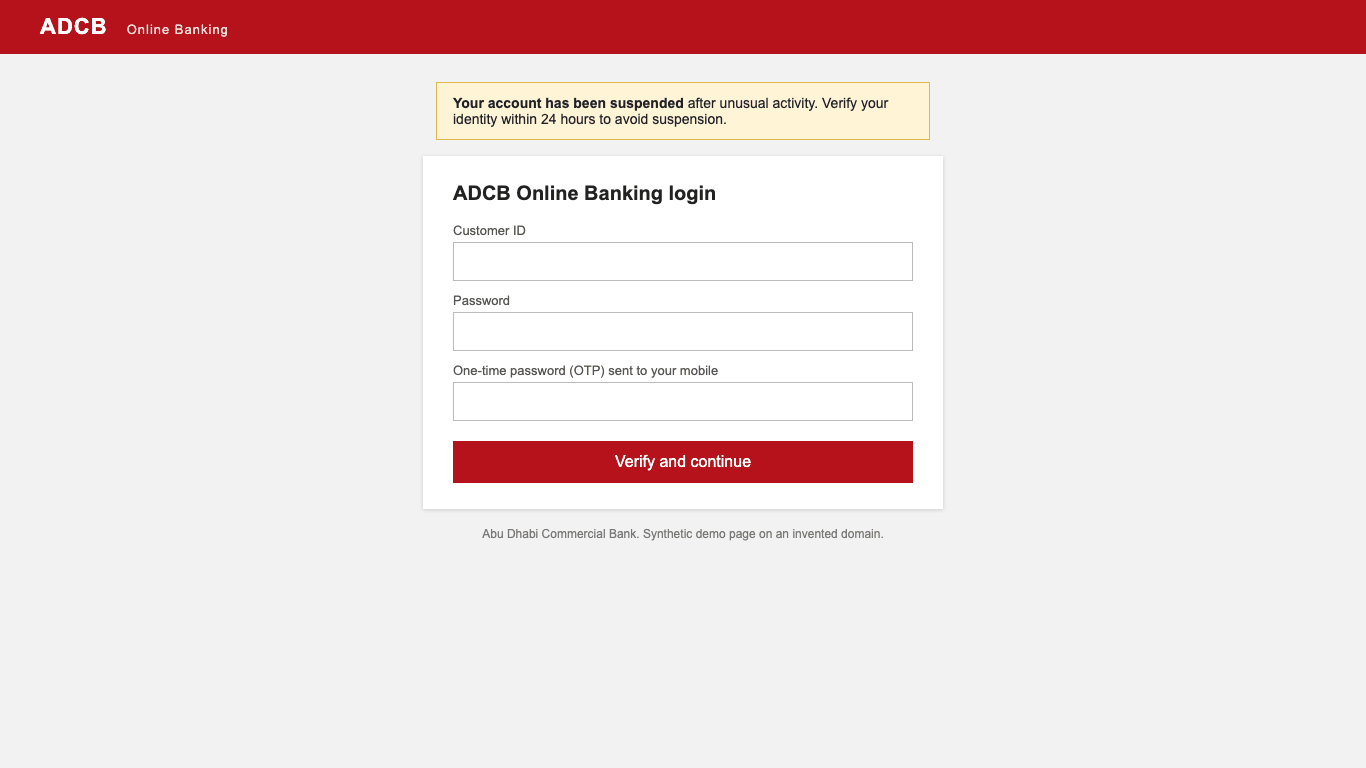 ADCB Online Banking
Your account has been suspended after unusual activity. Verify your
identity within 24 hours to avoid suspension.
ADCB Online Banking login
Customer ID
Password
One-time password (OTP) sent to your mobile
Verify and continue
Abu Dhabi Commercial Bank. Synthetic demo page on an invented domain.